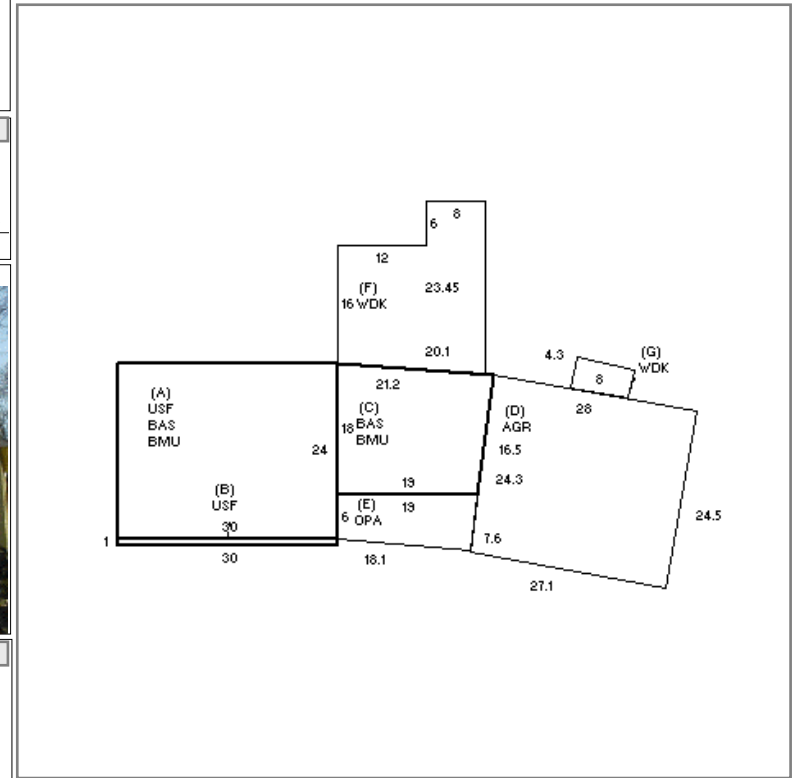 8
6
12
(F)
16 WDK
23.45
20.1
4.3
(G)
WDK
8
28
21.2
(A)
USF
BAS
BMU
(C)
18 BAS
BMU
(D)
AGR
24
16.5
19
24.3
(B)
USF
30
(E)
6 OPA
19
1
30
18.1
7.6
24.5
27.1